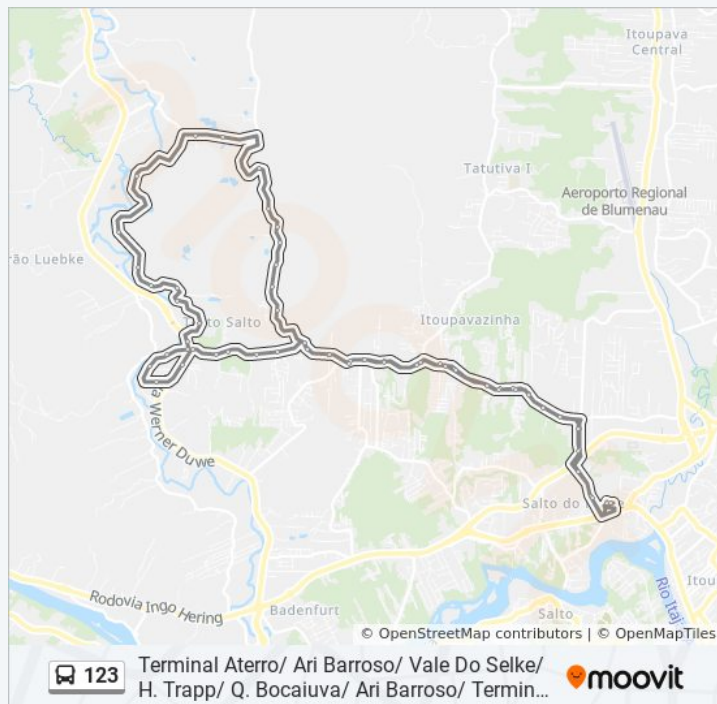 Itoupava
Central
Tatutiva I
Aeroporto Regional
de Blumenau
rão Luebke
Salto
Itoupavazinha
a Werner Duwe
Salto do
Rodovia Ingo Hering
Badenfurt
Salto
Itou
Rio Itaj
© OpenStreetMap contributors | © OpenMapTiles
123
Terminal Aterro/ Ari Barroso/ Vale Do Selke/
H. Trapp/ Q. Bocaiuva/ Ari Barroso/ Termin...
moovit